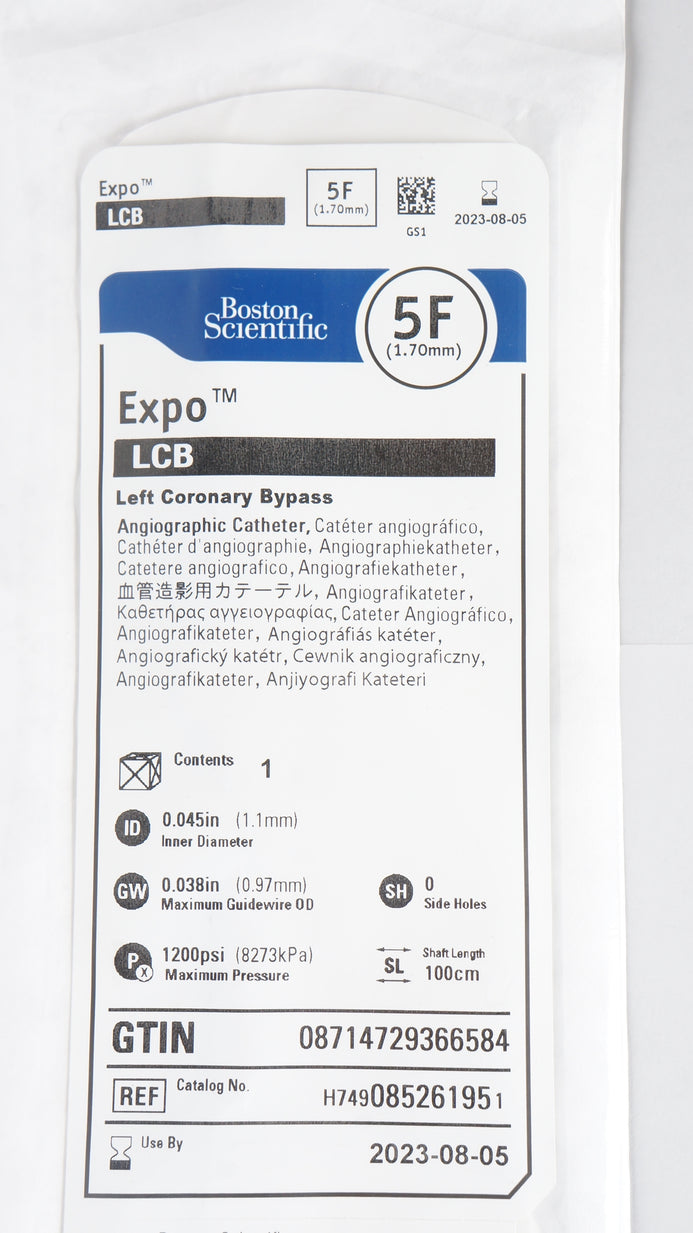 Expo™
LCB
5F
(1.70mm)
GS1
2023-08-05
Boston
Scientific
5F
(1.70mm)
Expo™
LCB
Left Coronary Bypass
Angiographic Catheter, Catéter angiográfico,
Cathéter d'angiographie, Angiographiekatheter,
Catetere angiografico, Angiografiekatheter,
血管造影用カテーテル, Angiografikateter,
Καθετήρας αγγειογραφίας, Cateter Angiográfico,
Angiografikateter, Angiográfiás katéter,
Angiografický katétr, Cewnik angiograficzny,
Angiografikateter, Anjiyografi Kateteri
Contents 1
ID 0.045in (1.1mm)
Inner Diameter
GW 0.038in (0.97mm)
Maximum Guidewire OD
SH 0
Side Holes
Px 1200psi (8273kPa)
Maximum Pressure
SL Shaft Length
100cm
GTIN 08714729366584
REF Catalog No. H749085261951
Use By 2023-08-05